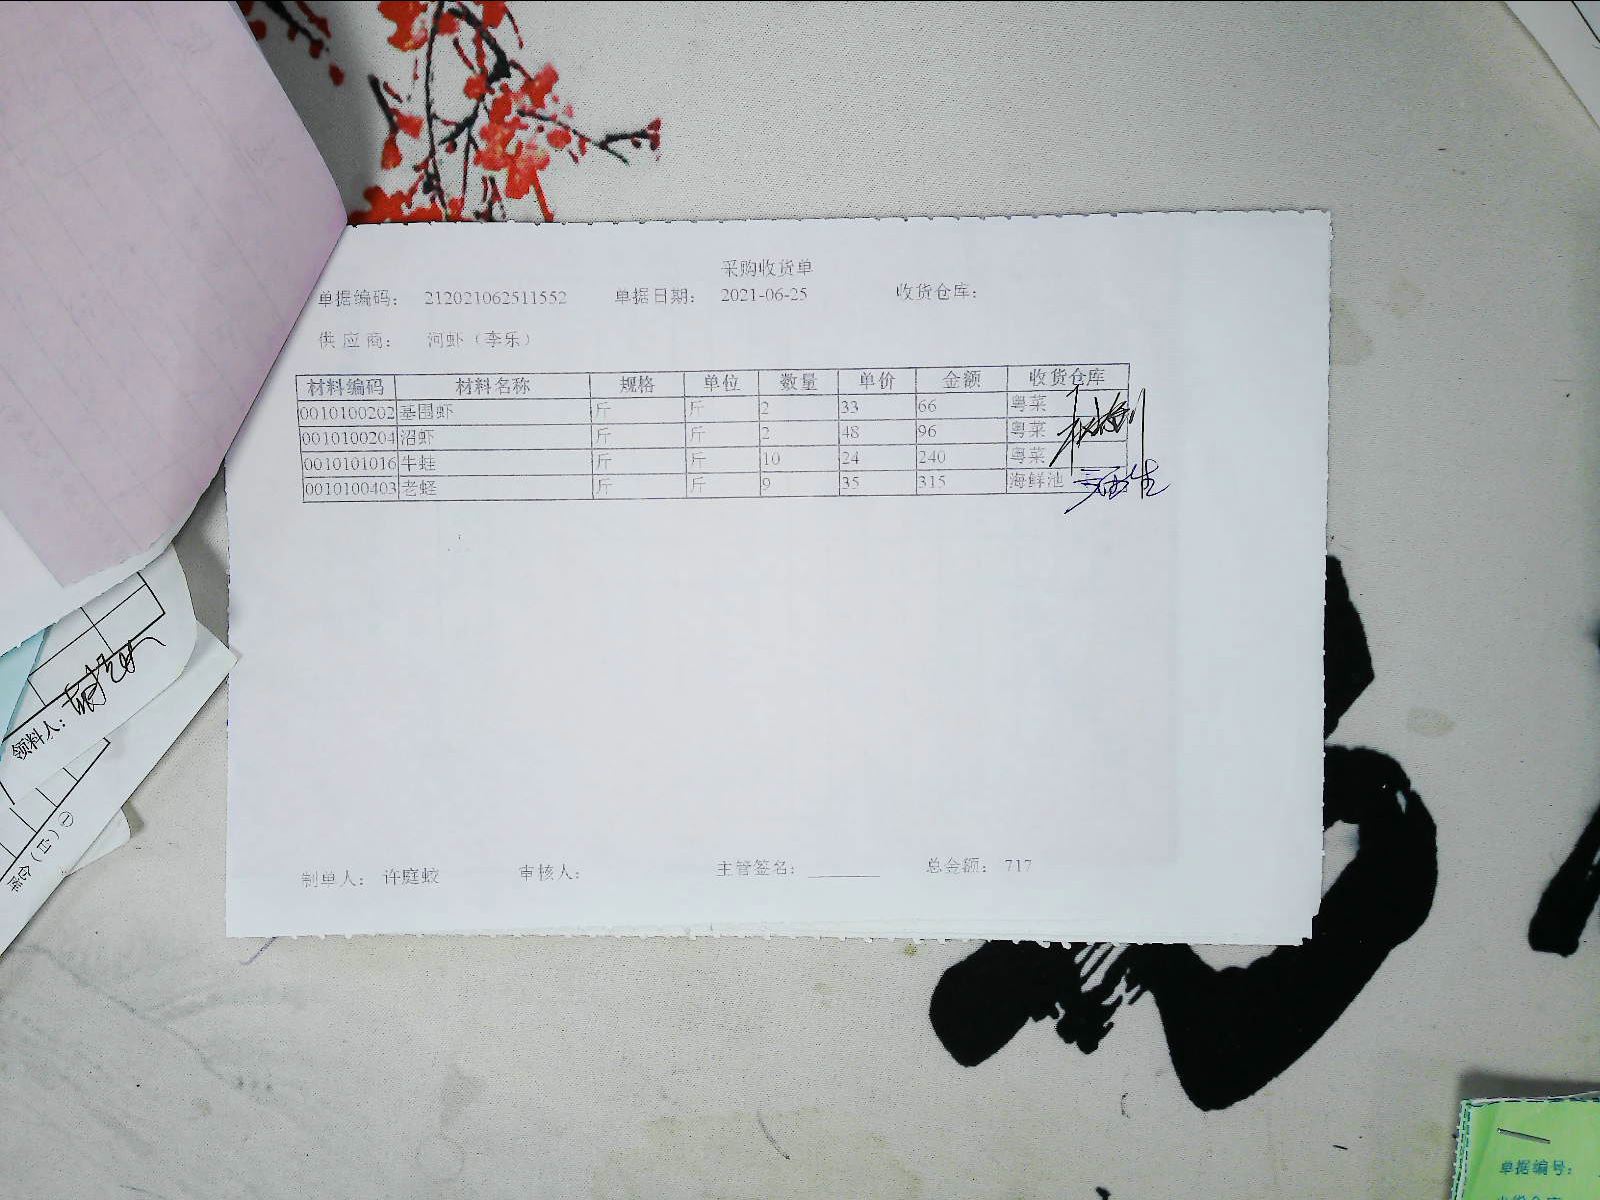 采购收货单
单据编码： 212021062511552 单据日期： 2021-06-25 收货仓库：
供应商： 河虾（李乐）
材料编码 材料名称 规格 单位 数量 单价 金额 收货仓库
0010100202 基围虾 斤 斤 2 33 66 粤菜
0010100204 沼虾 斤 斤 2 48 96 粤菜
0010101016 牛蛙 斤 斤 10 24 240 粤菜
0010100403 老蛏 斤 斤 9 35 315 海鲜池
制单人： 许庭蛟 审核人： 主管签名： 总金额： 717
领料人：
㊀（白）仓库
单据编号：